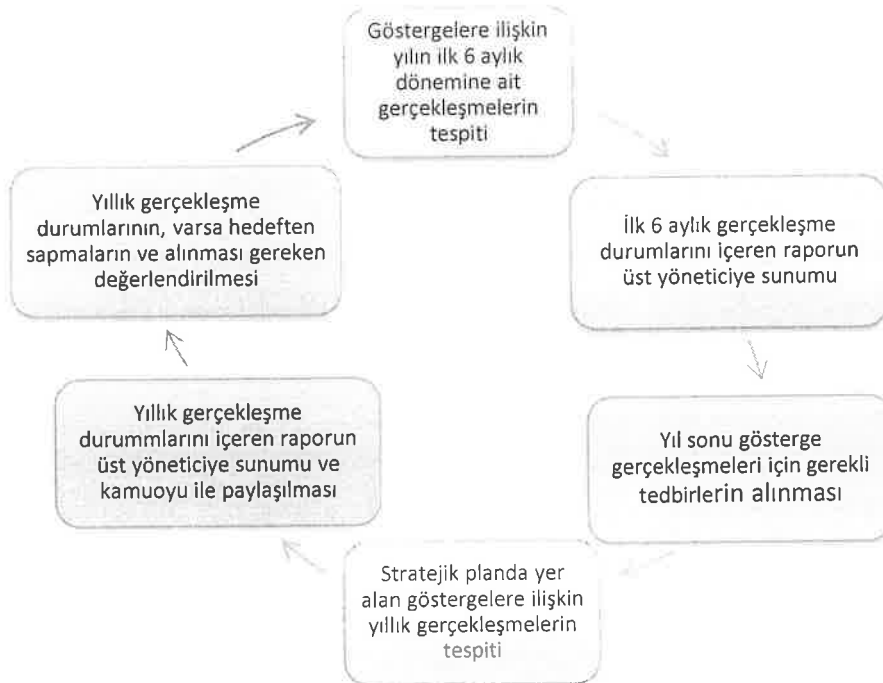 Göstergelere ilişkin
yılın ilk 6 aylık
dönemine ait
gerçekleşmelerin
tespiti
İlk 6 aylık gerçekleşme
durumlarını içeren raporun
üst yöneticiye sunumu
Yıl sonu gösterge
gerçekleşmeleri için gerekli
tedbirlerin alınması
Stratejik planda yer
alan göstergelere ilişkin
yıllık gerçekleşmelerin
tespiti
Yıllık gerçekleşme
durummlarını içeren raporun
üst yöneticiye sunumu ve
kamuoyu ile paylaşılması
Yıllık gerçekleşme
durumlarının, varsa hedeften
sapmaların ve alınması gereken
değerlendirilmesi